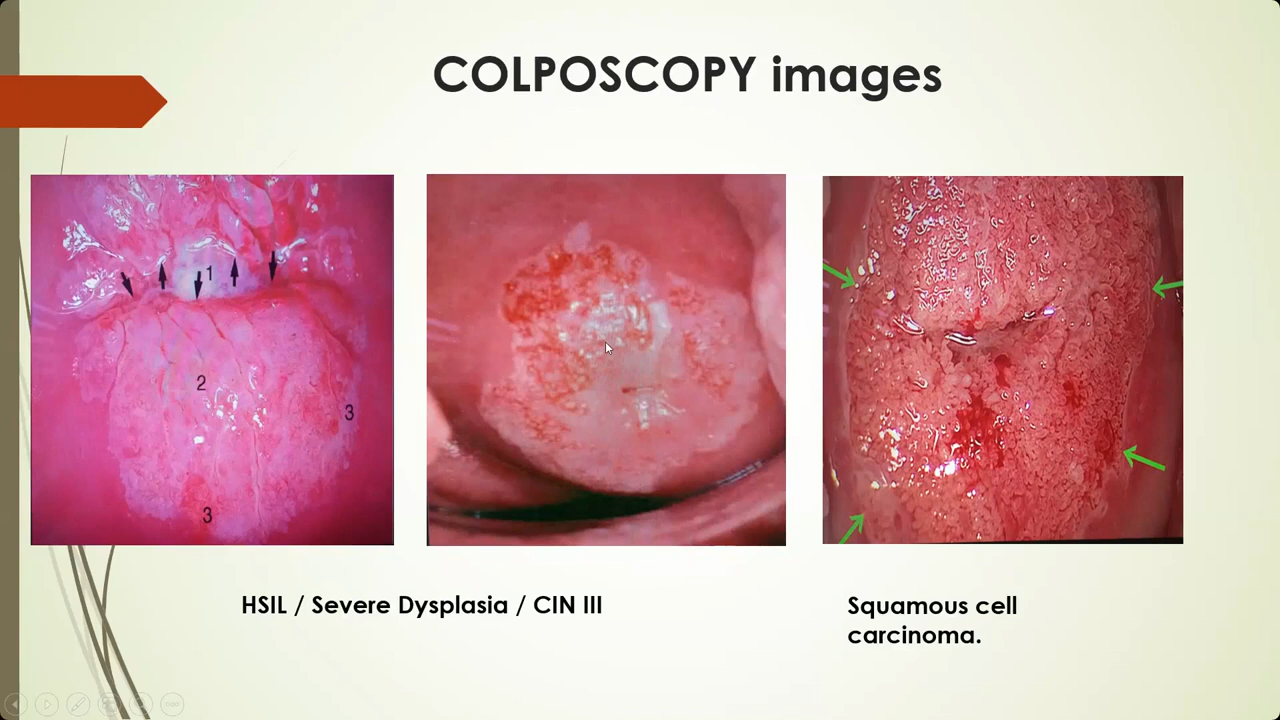 COLPOSCOPY images
1
2
3
3
HSIL / Severe Dysplasia / CIN III
Squamous cell
carcinoma.